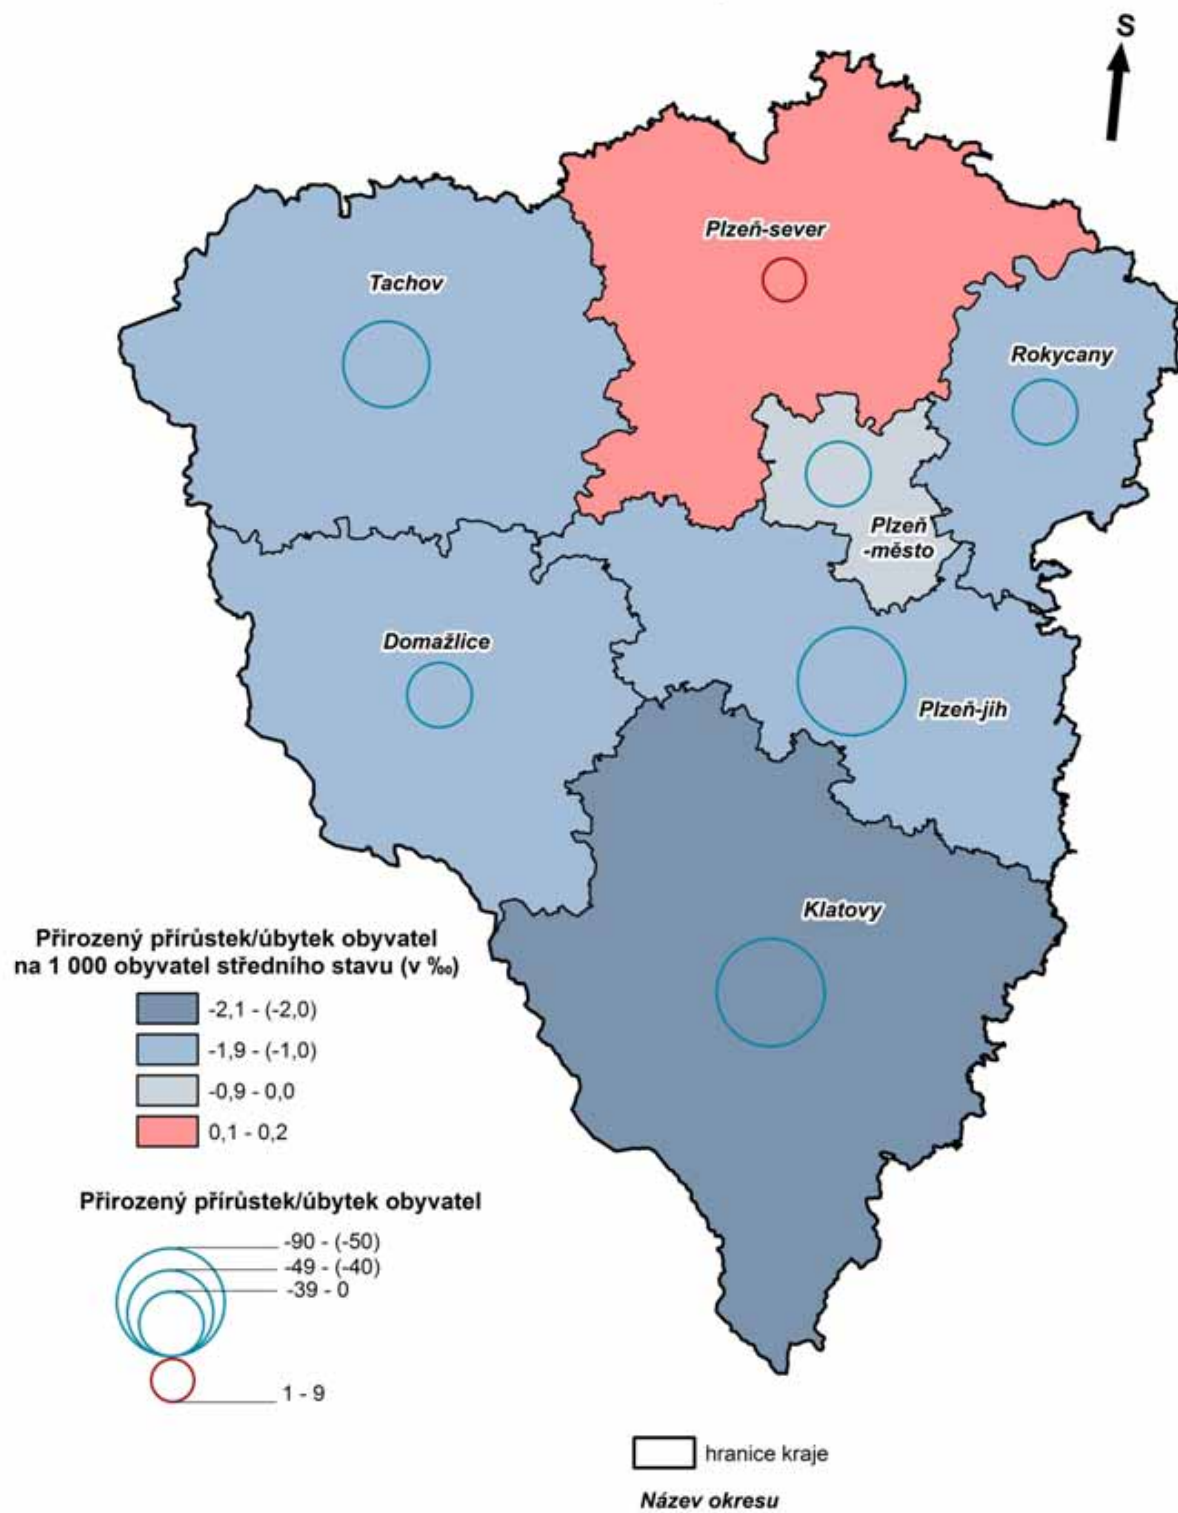 S
Plzeň-sever
Tachov
Rokycany
Plzeň
-město
Domažlice
Plzeň-jih
Klatovy
Přirozený přírůstek/úbytek obyvatel
na 1 000 obyvatel středního stavu (v ‰)
-2,1 - (-2,0)
-1,9 - (-1,0)
-0,9 - 0,0
0,1 - 0,2
Přirozený přírůstek/úbytek obyvatel
-90 - (-50)
-49 - (-40)
-39 - 0
1 - 9
hranice kraje
Název okresu